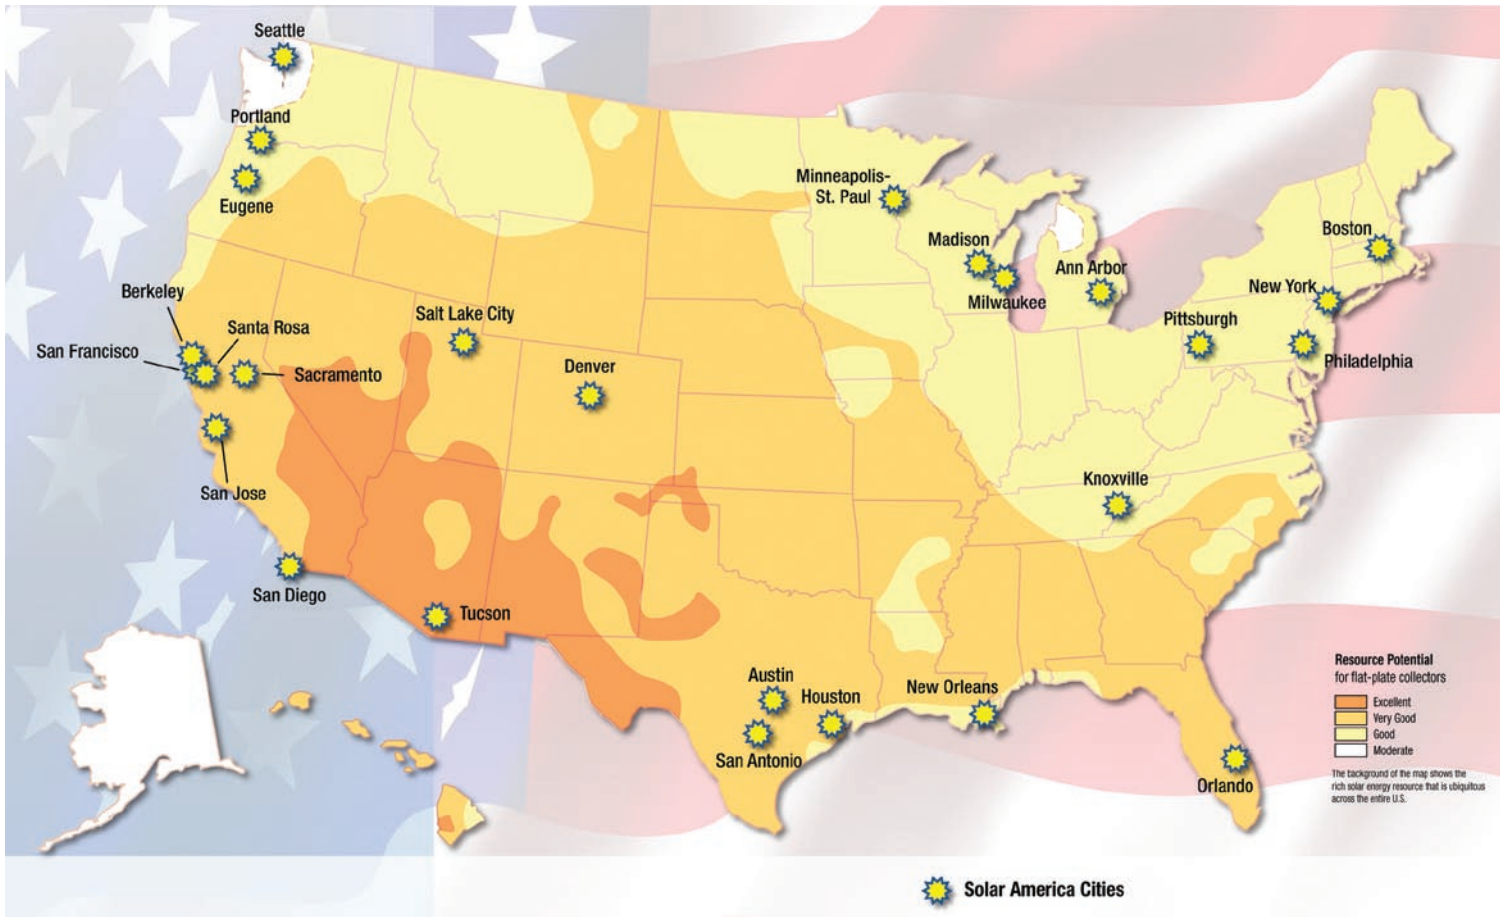 Seattle
Portland
Eugene
Minneapolis-
St. Paul
Madison
Milwaukee
Ann Arbor
Boston
New York
Pittsburgh
Philadelphia
Berkeley
Santa Rosa
San Francisco
Sacramento
San Jose
Salt Lake City
Denver
Knoxville
San Diego
Tucson
Austin
Houston
San Antonio
New Orleans
Orlando
Resource Potential
for flat-plate collectors
Excellent
Very Good
Good
Moderate
The background of the map shows the
rich solar energy resource that is ubiquitous
across the entire U.S.
Solar America Cities